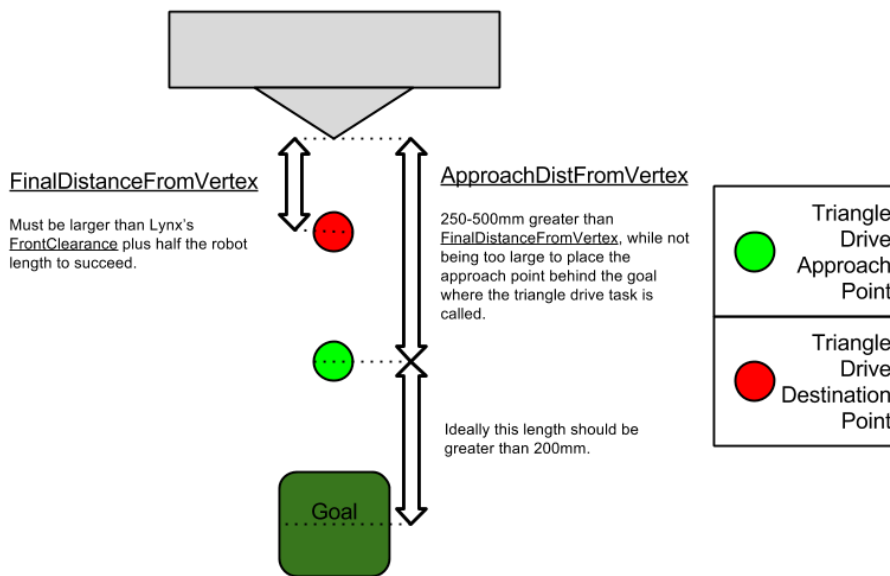 FinalDistanceFromVertex
Must be larger than Lynx's
FrontClearance plus half the robot
length to succeed.
ApproachDistFromVertex
250-500mm greater than
FinalDistanceFromVertex, while not
being too large to place the
approach point behind the goal
where the triangle drive task is
called.
Ideally this length should be
greater than 200mm.
Goal
Triangle
Drive
Approach
Point
Triangle
Drive
Destination
Point